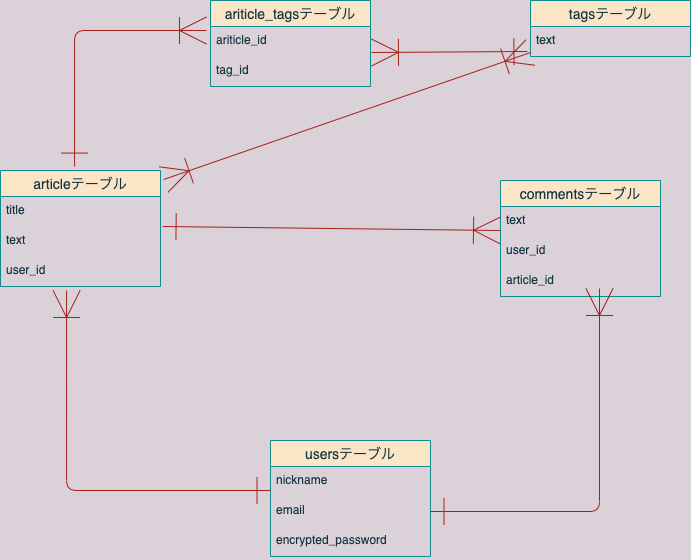 ariticle_tagsテーブル
ariticle_id
tag_id
tagsテーブル
text
articleテーブル
title
text
user_id
commentsテーブル
text
user_id
article_id
usersテーブル
nickname
email
encrypted_password